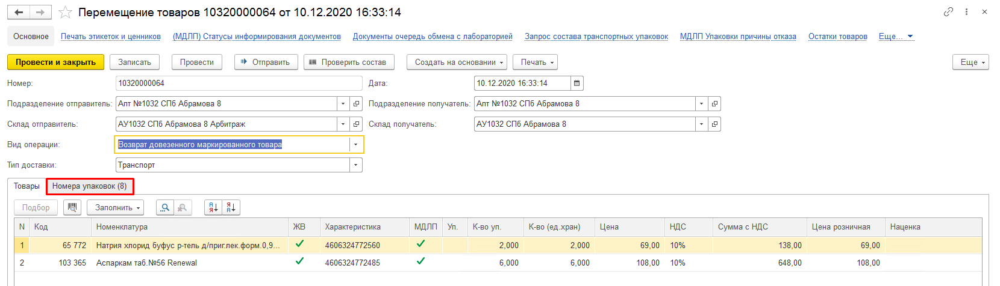 Перемещение товаров 10320000064 от 10.12.2020 16:33:14
Основное Печать этикеток и ценников (МДЛП) Статусы информирования документов Документы очередь обмена с лабораторией Запрос состава транспортных упаковок МДЛП Упаковки причины отказа Остатки товаров Еще...
Провести и закрыть Записать Провести Отправить Проверить состав Создать на основании Печать Еще
Номер: 10320000064 Дата: 10.12.2020 16:33:14
Подразделение отправитель: Апт №1032 СПб Абрамова 8 Подразделение получатель: Апт №1032 СПб Абрамова 8
Склад отправитель: АУ1032 СПб Абрамова 8 Арбитраж Склад получатель: АУ1032 СПб Абрамова 8
Вид операции: Возврат довезенного маркированного товара
Тип доставки: Транспорт
Товары Номера упаковок (8)
Подбор Заполнить А Я Я А
N Код Номенклатура ЖВ Характеристика МДЛП Уп. К-во уп. К-во (ед.хран) Цена НДС Сумма с НДС Цена розничная Наценка
1 65 772 Натрия хлорид буфус р-тель д/приг.лек.форм.0,9... 4606324772560 2,000 2,000 69,00 10% 138,00 69,00
2 103 365 Аспаркам таб.№56 Renewal 4606324772485 6,000 6,000 108,00 10% 648,00 108,00